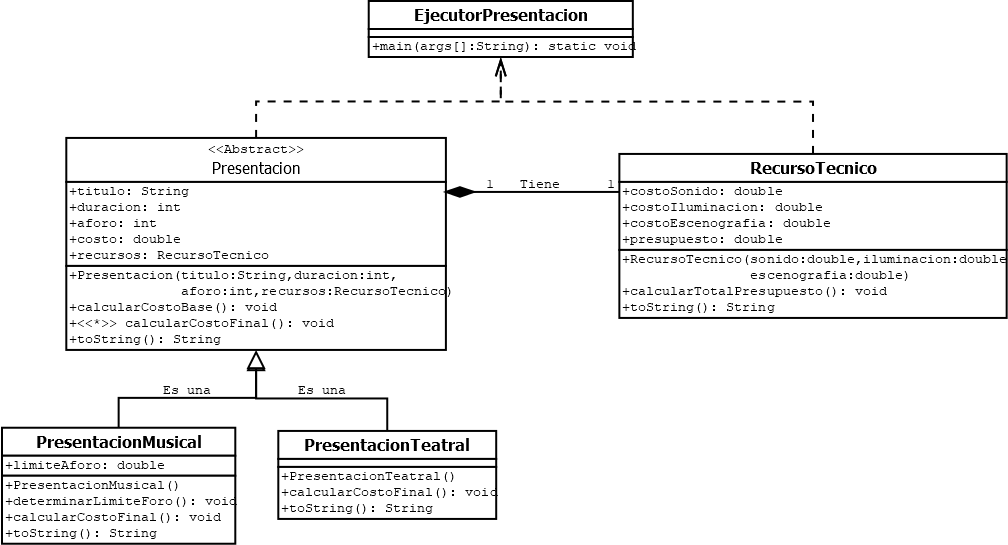 EjecutorPresentacion
+main(args[]:String): static void
<<Abstract>>
Presentacion
+titulo: String
+duracion: int
+aforo: int
+costo: double
+recursos: RecursoTecnico
+Presentacion(titulo:String,duracion:int,
aforo:int,recursos:RecursoTecnico)
+calcularCostoBase(): void
+<<*>> calcularCostoFinal(): void
+toString(): String
1 Tiene 1
RecursoTecnico
+costoSonido: double
+costoIluminacion: double
+costoEscenografia: double
+presupuesto: double
+RecursoTecnico(sonido:double,iluminacion:double
escenografia:double)
+calcularTotalPresupuesto(): void
+toString(): String
Es una Es una
PresentacionMusical
+limiteAforo: double
+PresentacionMusical()
+determinarLimiteForo(): void
+calcularCostoFinal(): void
+toString(): String
PresentacionTeatral
+PresentacionTeatral()
+calcularCostoFinal(): void
+toString(): String